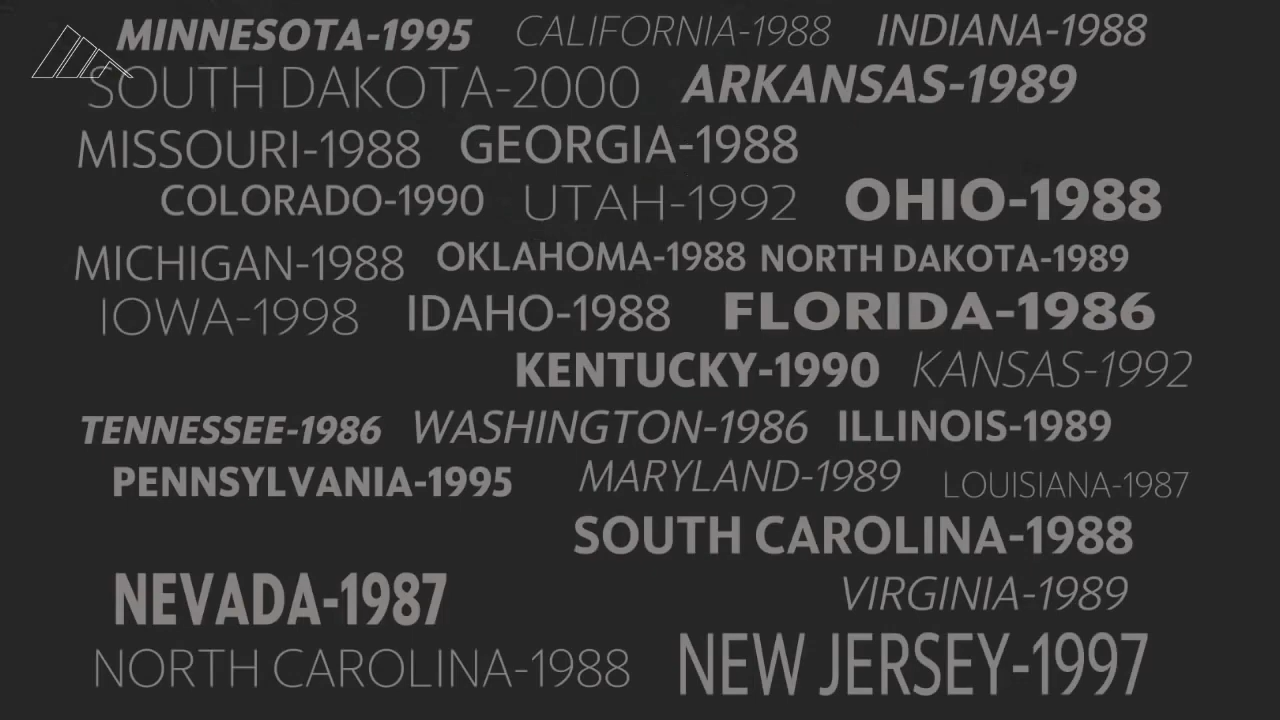 MINNESOTA-1995 CALIFORNIA-1988 INDIANA-1988
SOUTH DAKOTA-2000 ARKANSAS-1989
MISSOURI-1988 GEORGIA-1988
COLORADO-1990 UTAH-1992 OHIO-1988
MICHIGAN-1988 OKLAHOMA-1988 NORTH DAKOTA-1989
IOWA-1998 IDAHO-1988 FLORIDA-1986
KENTUCKY-1990 KANSAS-1992
TENNESSEE-1986 WASHINGTON-1986 ILLINOIS-1989
PENNSYLVANIA-1995 MARYLAND-1989 LOUISIANA-1987
SOUTH CAROLINA-1988
NEVADA-1987 VIRGINIA-1989
NORTH CAROLINA-1988 NEW JERSEY-1997